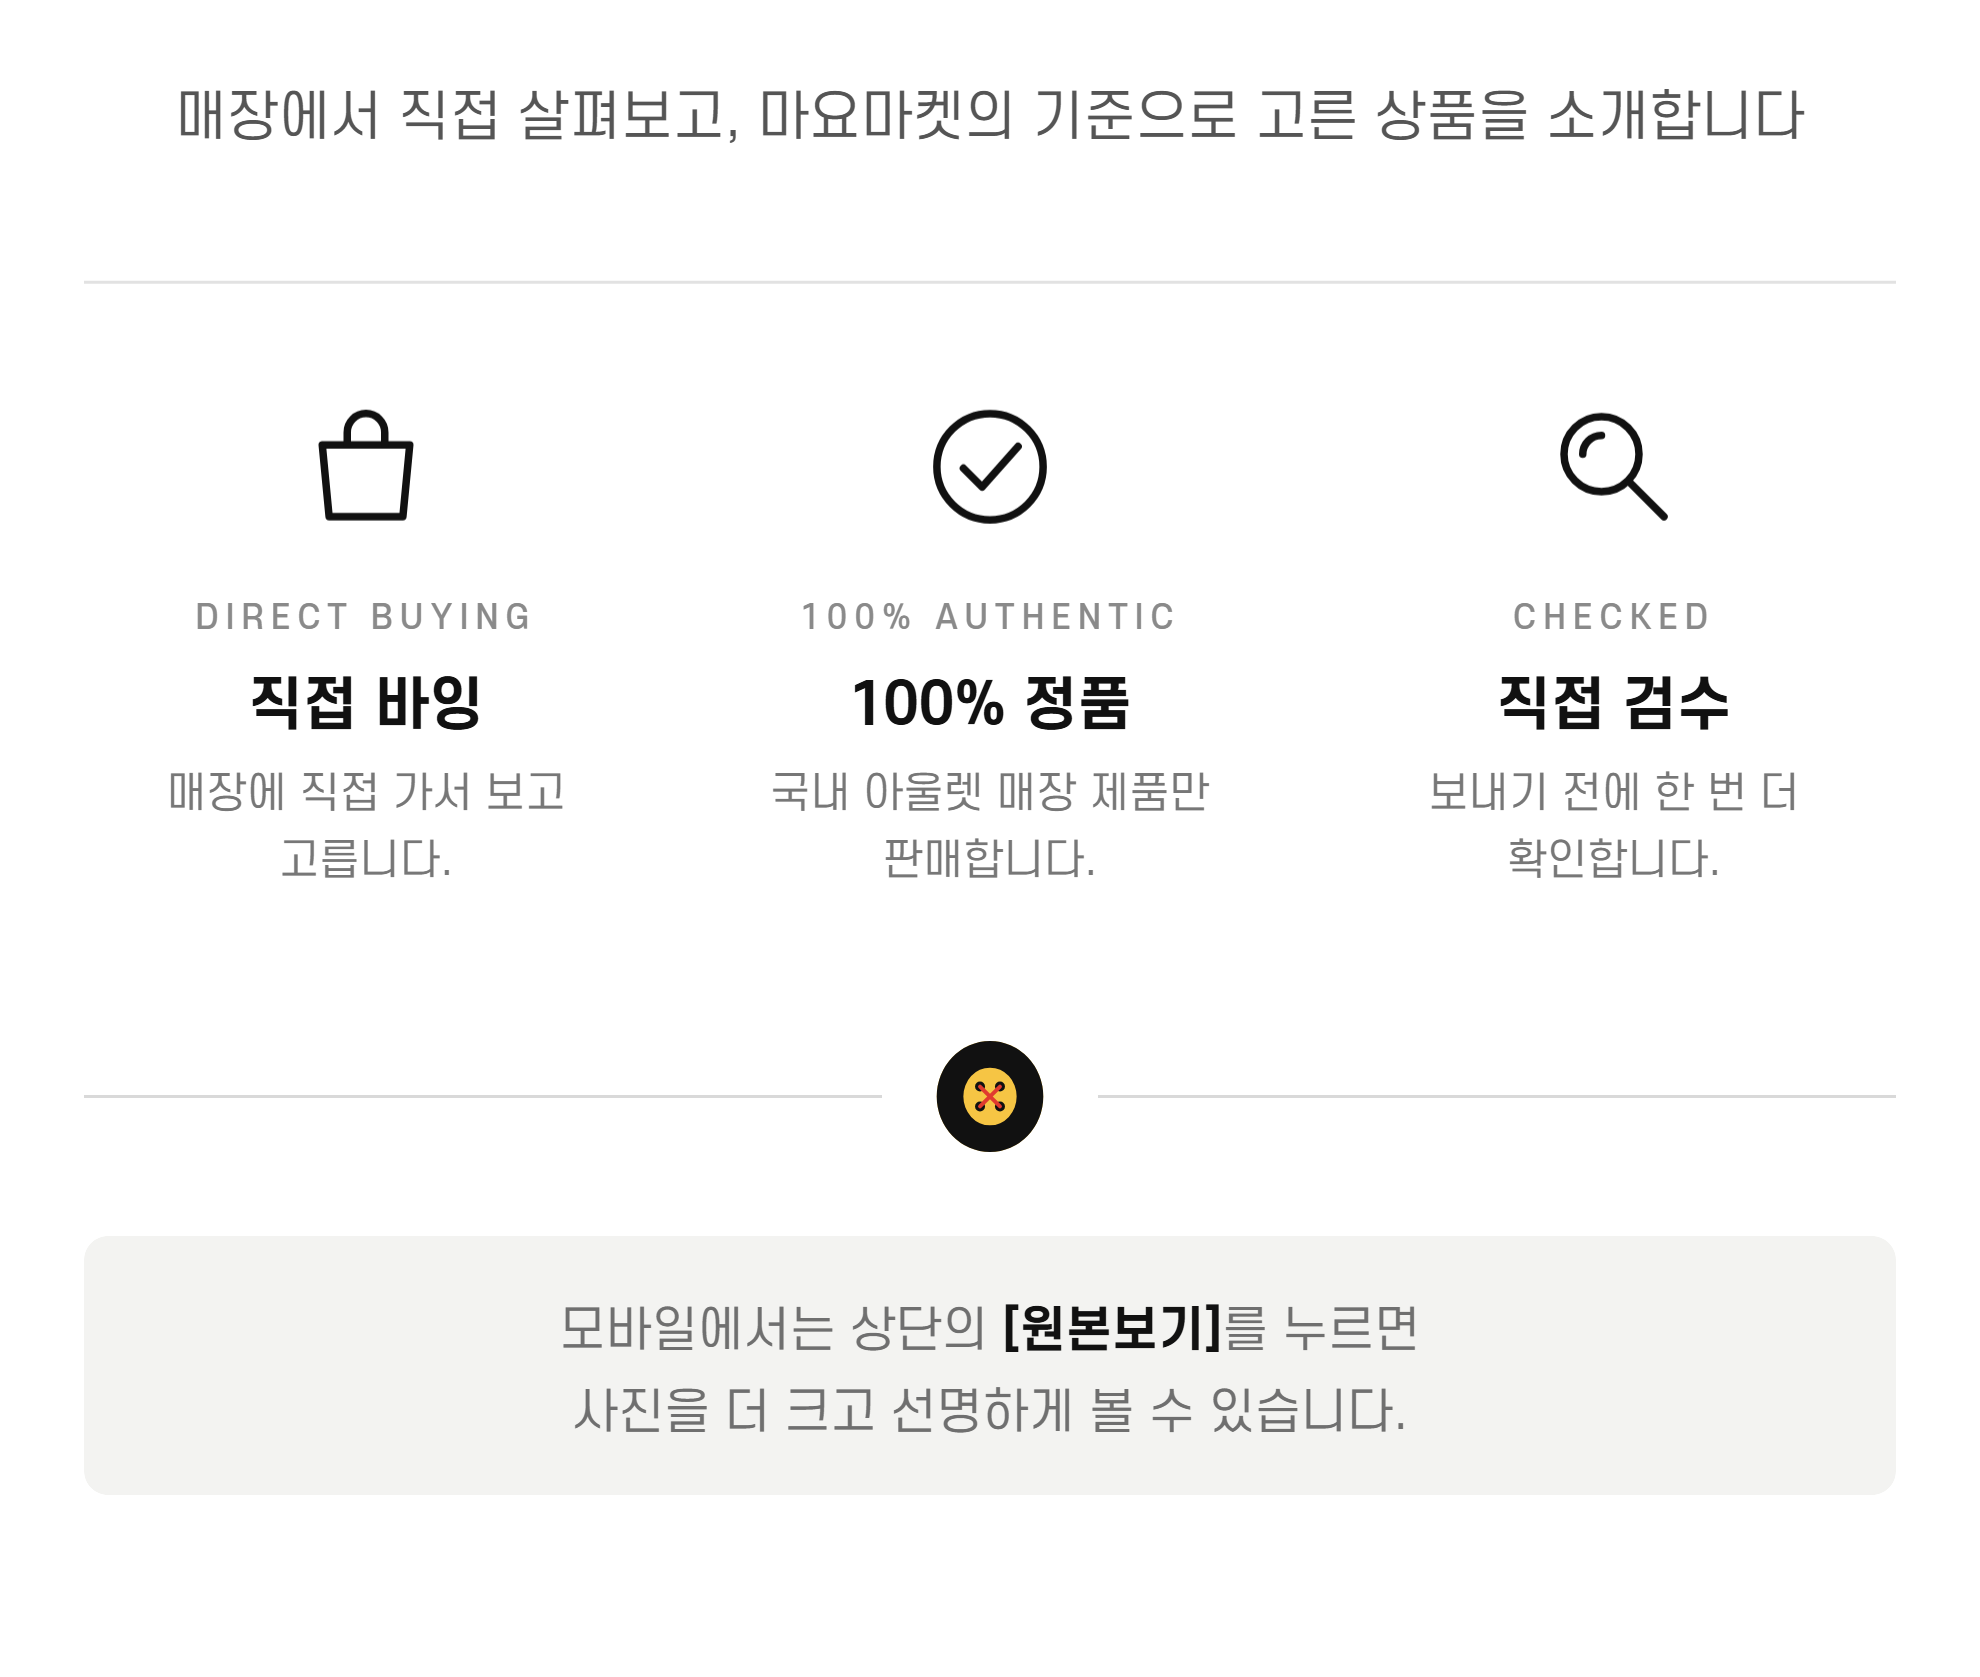 매장에서 직접 살펴보고, 마요마켓의 기준으로 고른 상품을 소개합니다
DIRECT BUYING
직접 바잉
매장에 직접 가서 보고
고릅니다.
100% AUTHENTIC
100% 정품
국내 아울렛 매장 제품만
판매합니다.
CHECKED
직접 검수
보내기 전에 한 번 더
확인합니다.
모바일에서는 상단의 [원본보기]를 누르면
사진을 더 크고 선명하게 볼 수 있습니다.